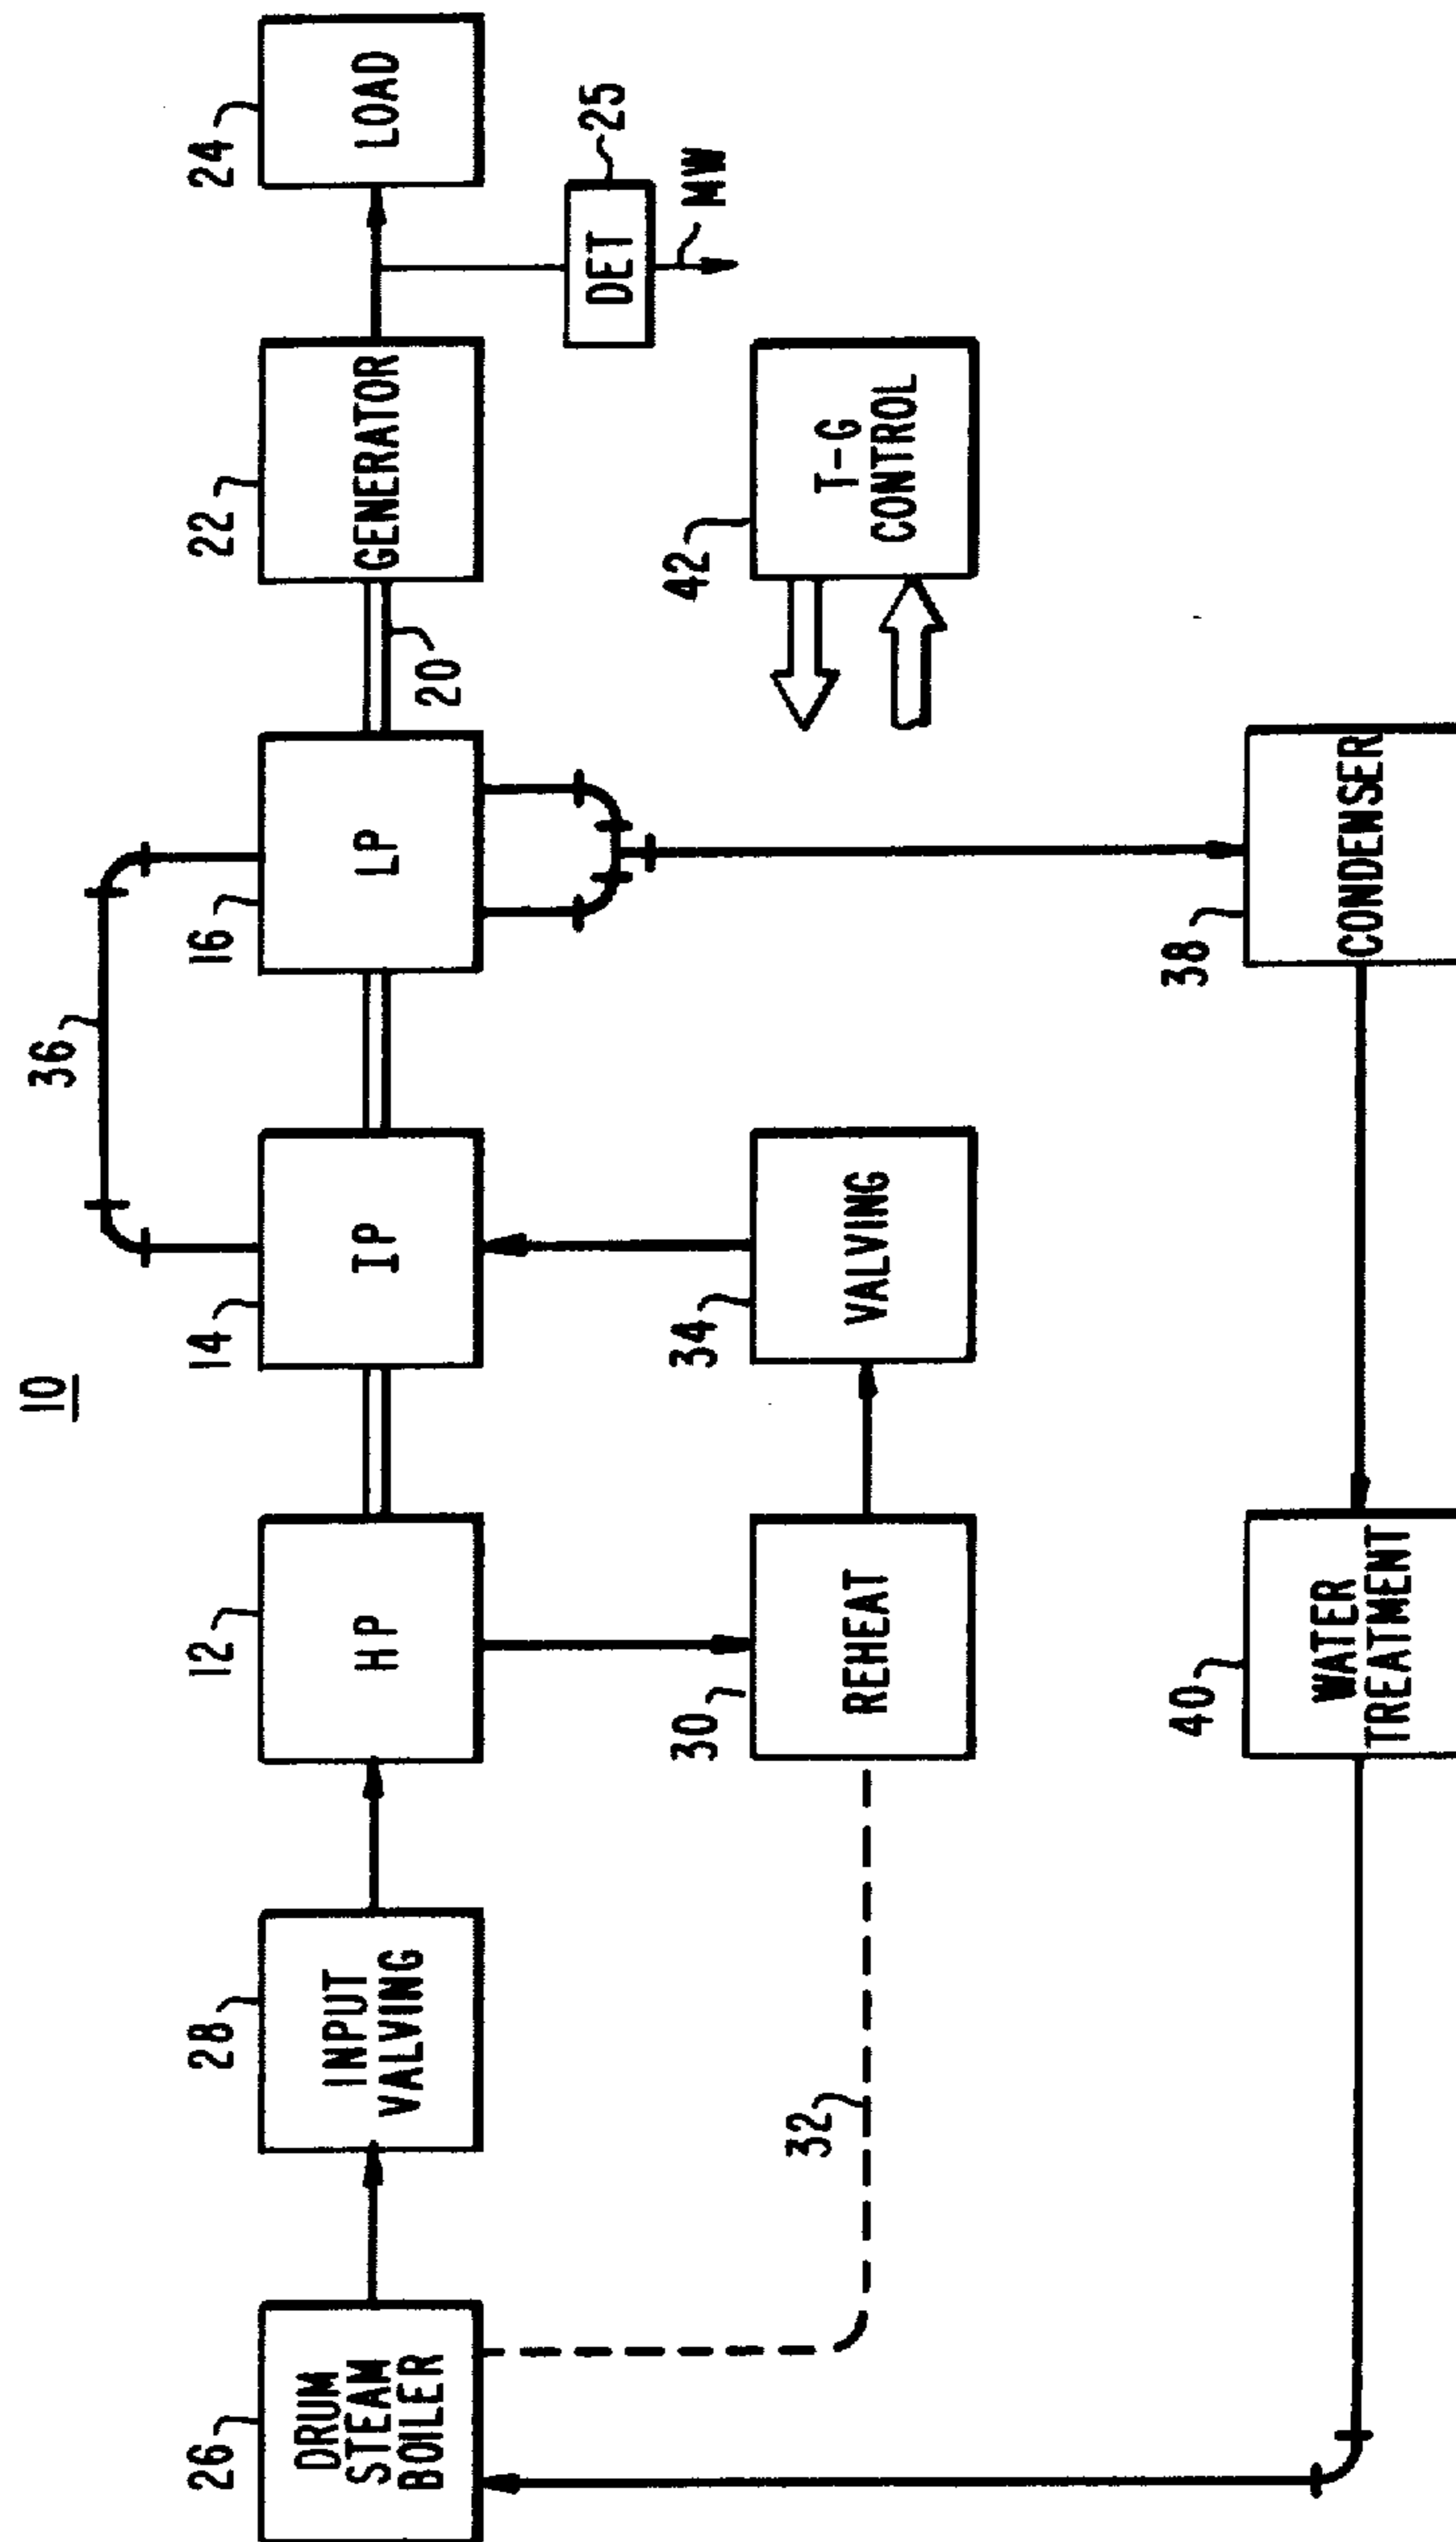 10
36
26
28
12
14
16
22
24
DRUM
STEAM
BOILER
INPUT
VALVING
HP
IP
LP
GENERATOR
LOAD
20
DET
25
MW
32
30
REHEAT
34
VALVING
42
T-G
CONTROL
40
WATER
TREATMENT
38
CONDENSER